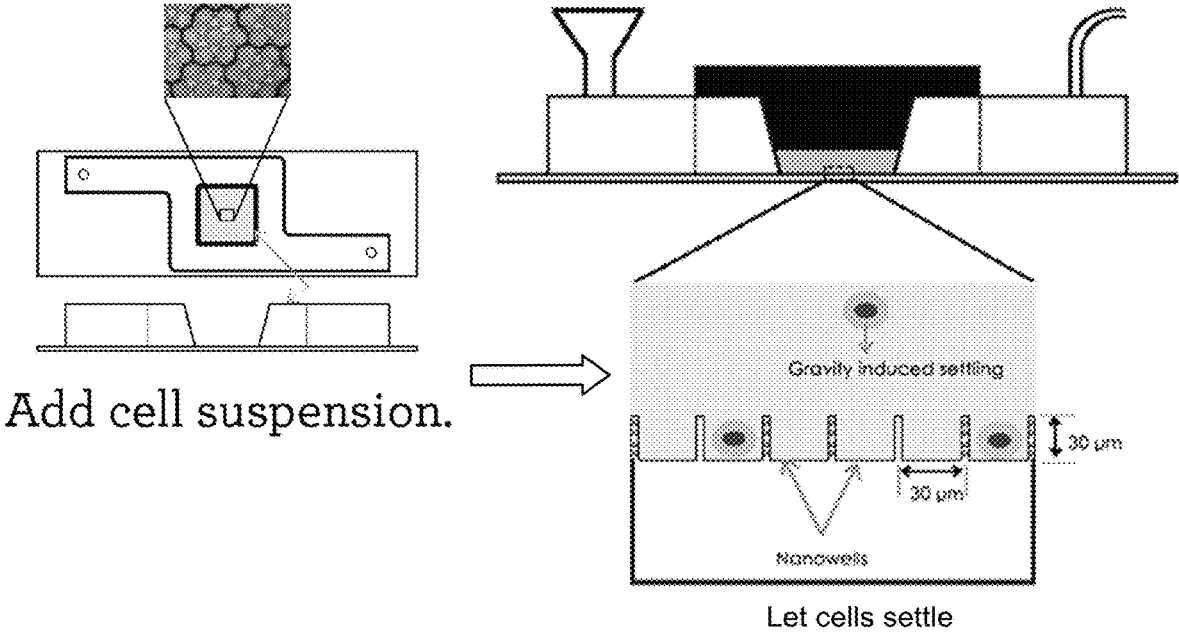 Add cell suspension.
Gravity induced settling
30 µm
30 µm
Nanowells
Let cells settle